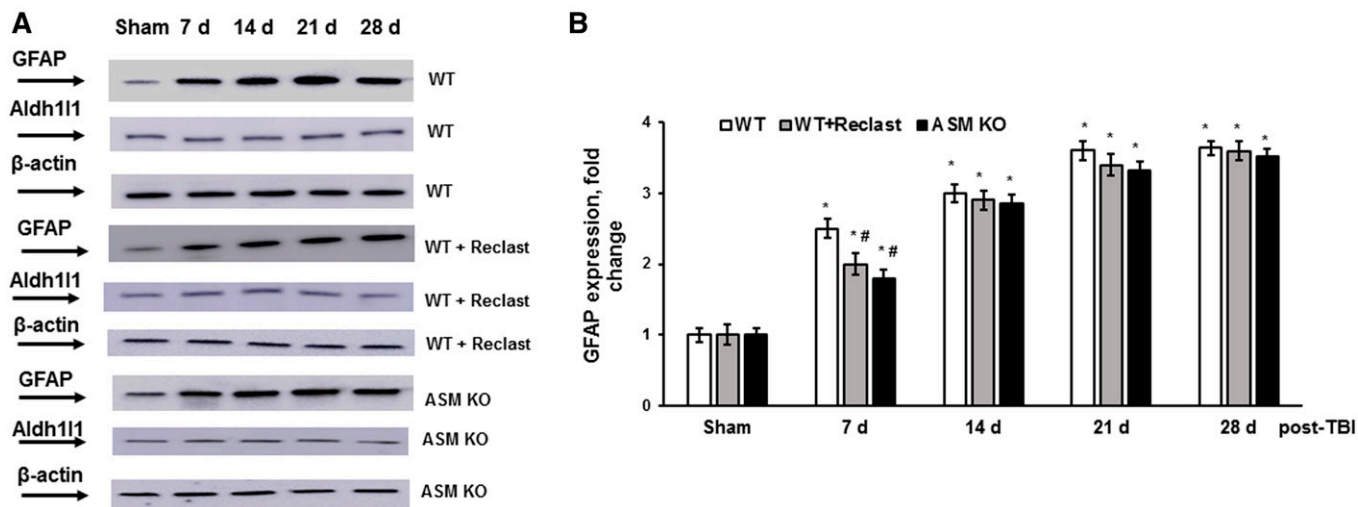 A
Sham 7 d 14 d 21 d 28 d
GFAP
WT
Aldh1l1
WT
β-actin
WT
GFAP
WT + Reclast
Aldh1l1
WT + Reclast
β-actin
WT + Reclast
GFAP
ASM KO
Aldh1l1
ASM KO
β-actin
ASM KO
B
GFAP expression, fold
change
4
3
2
1
0
WT WT+Reclast ASM KO
* * *
* * *
* * *
* *# *#
Sham 7 d 14 d 21 d 28 d post-TBI